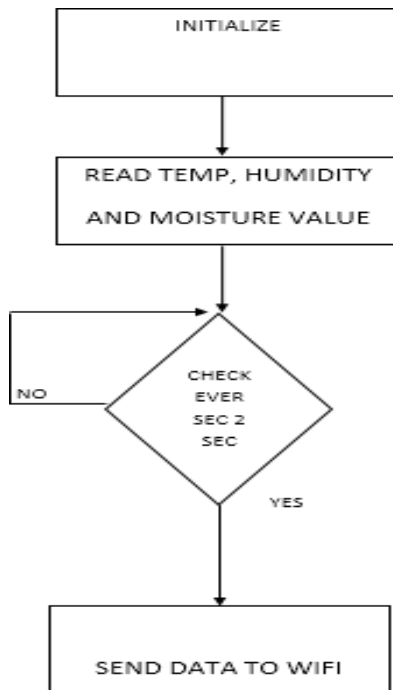 INITIALIZE
READ TEMP, HUMIDITY
AND MOISTURE VALUE
CHECK
EVER
SEC 2
SEC
NO
YES
SEND DATA TO WIFI